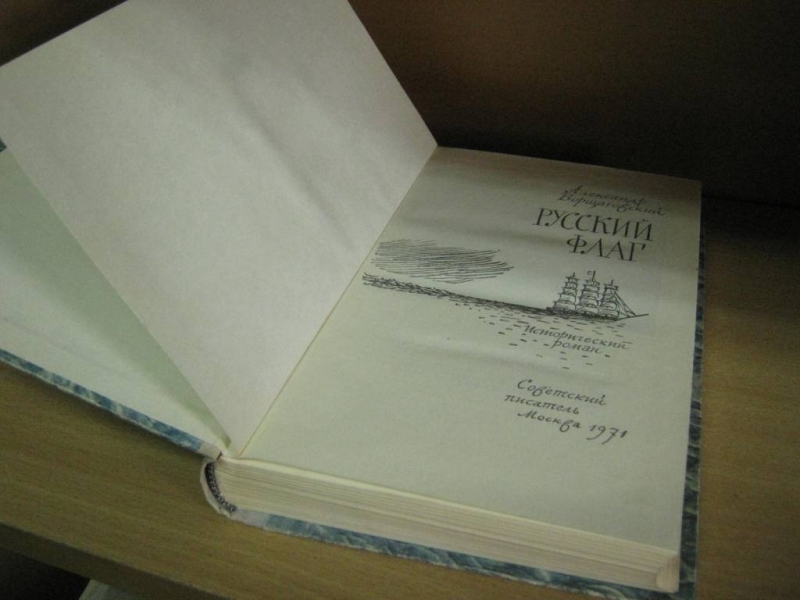 Александр
Борщаговский
РУССКИЙ
ФЛАГ
Исторический
роман
Советский
писатель
Москва 1971